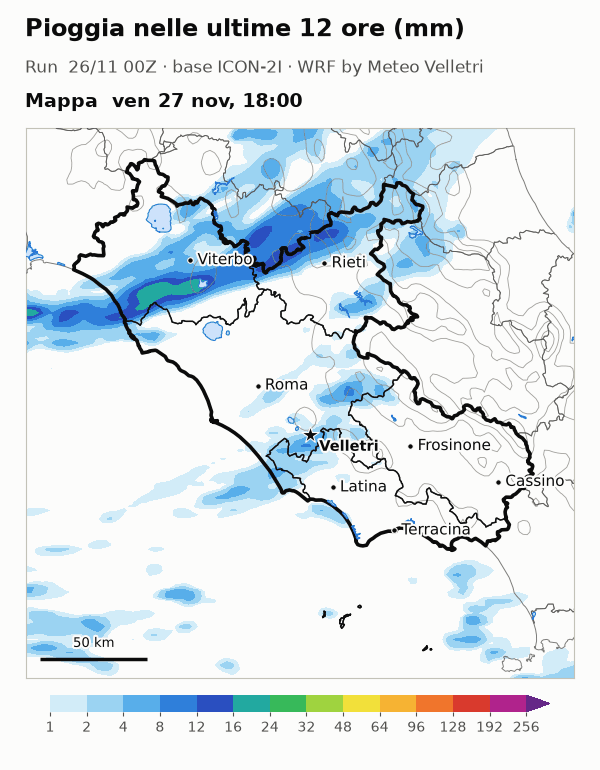 Pioggia nelle ultime 12 ore (mm)
Run 26/11 00Z · base ICON-2I · WRF by Meteo Velletri
Mappa ven 27 nov, 18:00
Viterbo
Rieti
Roma
Velletri
Frosinone
Cassino
Latina
Terracina
50 km
1 2 4 8 12 16 24 32 48 64 96 128 192 256